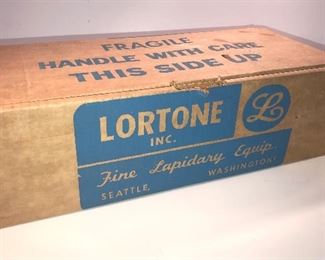 FRAGILE
HANDLE WITH CARE
THIS SIDE UP
LORTONE
INC.
L
Fine Lapidary Equip.
SEATTLE, WASHINGTON